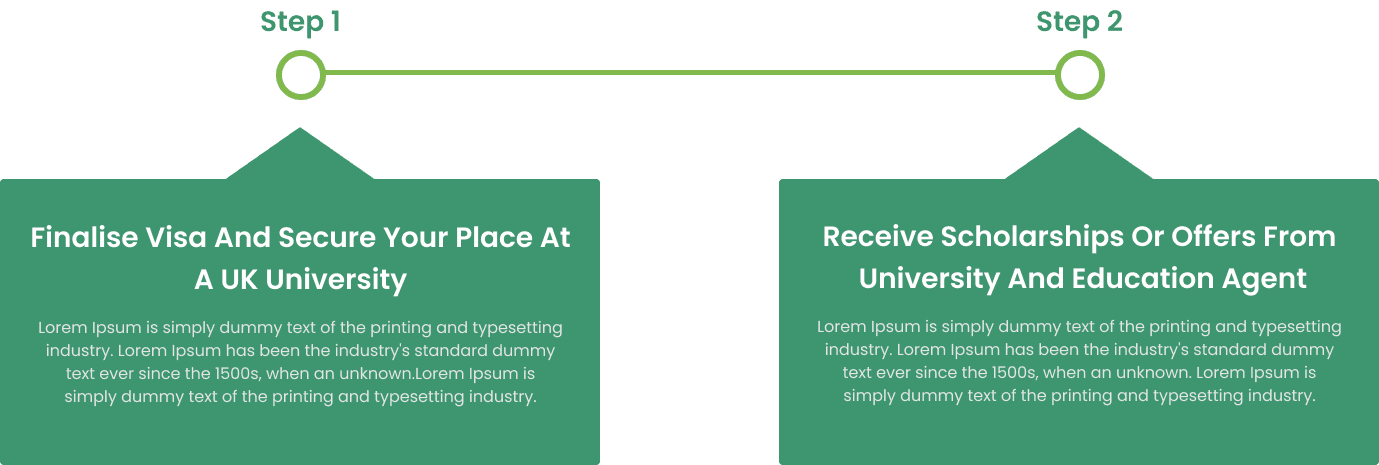 Step 1
Step 2
Finalise Visa And Secure Your Place At
A UK University
Lorem Ipsum is simply dummy text of the printing and typesetting
industry. Lorem Ipsum has been the industry's standard dummy
text ever since the 1500s, when an unknown.Lorem Ipsum is
simply dummy text of the printing and typesetting industry.
Receive Scholarships Or Offers From
University And Education Agent
Lorem Ipsum is simply dummy text of the printing and typesetting
industry. Lorem Ipsum has been the industry's standard dummy
text ever since the 1500s, when an unknown. Lorem Ipsum is
simply dummy text of the printing and typesetting industry.